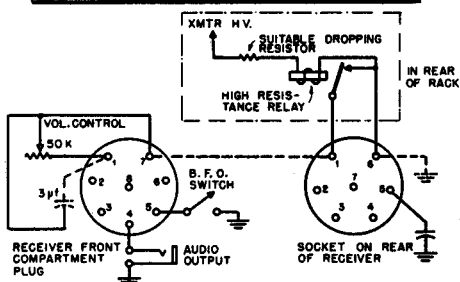 XMTR H.V.
SUITABLE DROPPING
RESISTOR
HIGH RESIS-
TANCE RELAY
IN REAR
OF RACK
VOL. CONTROL
50 K
3 µf
1
7
2
8
6
3
4
5
B. F. O.
SWITCH
1
6
2
7
5
3
4
RECEIVER FRONT
COMPARTMENT
PLUG
AUDIO
OUTPUT
SOCKET ON REAR
OF RECEIVER